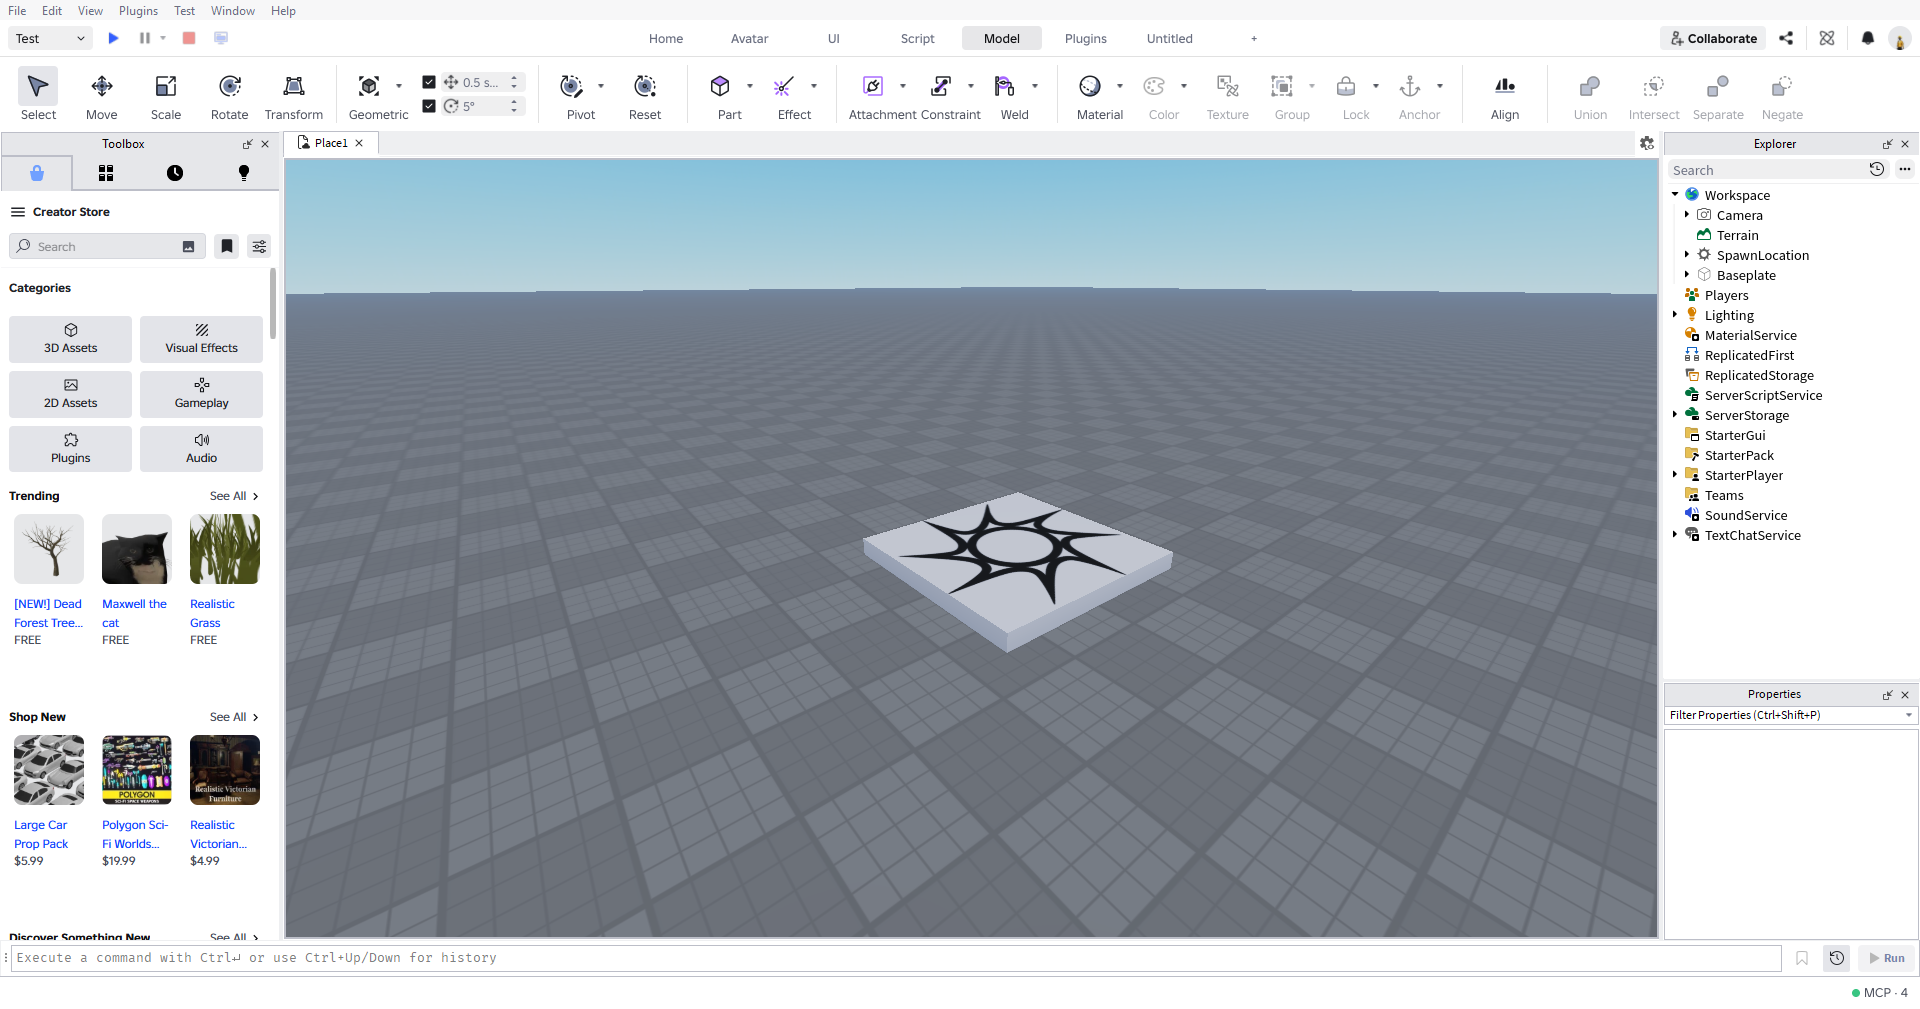 File Edit View Plugins Test Window Help
Test
Home Avatar UI Script Model Plugins Untitled +
Collaborate
Select Move Scale Rotate Transform Geometric
0.5 s...
5°
Pivot Reset Part Effect Attachment Constraint Weld Material Color Texture Group Lock Anchor Align Union Intersect Separate Negate
Toolbox
Creator Store
Search
Categories
3D Assets Visual Effects
2D Assets Gameplay
Plugins Audio
Trending See All
[NEW!] Dead Forest Tree...
FREE
Maxwell the cat
FREE
Realistic Grass
FREE
Shop New See All
POLYGON
SCI-FI SPACE WEAPONS
Realistic Victorian
Furniture
Large Car Prop Pack
$5.99
Polygon Sci-Fi Worlds...
$19.99
Realistic Victorian...
$4.99
Discover Something New See All
Place1
Explorer
Search
Workspace
Camera
Terrain
SpawnLocation
Baseplate
Players
Lighting
MaterialService
ReplicatedFirst
ReplicatedStorage
ServerScriptService
ServerStorage
StarterGui
StarterPack
StarterPlayer
Teams
SoundService
TextChatService
Properties
Filter Properties (Ctrl+Shift+P)
Execute a command with Ctrl↵ or use Ctrl+Up/Down for history
Run
MCP · 4